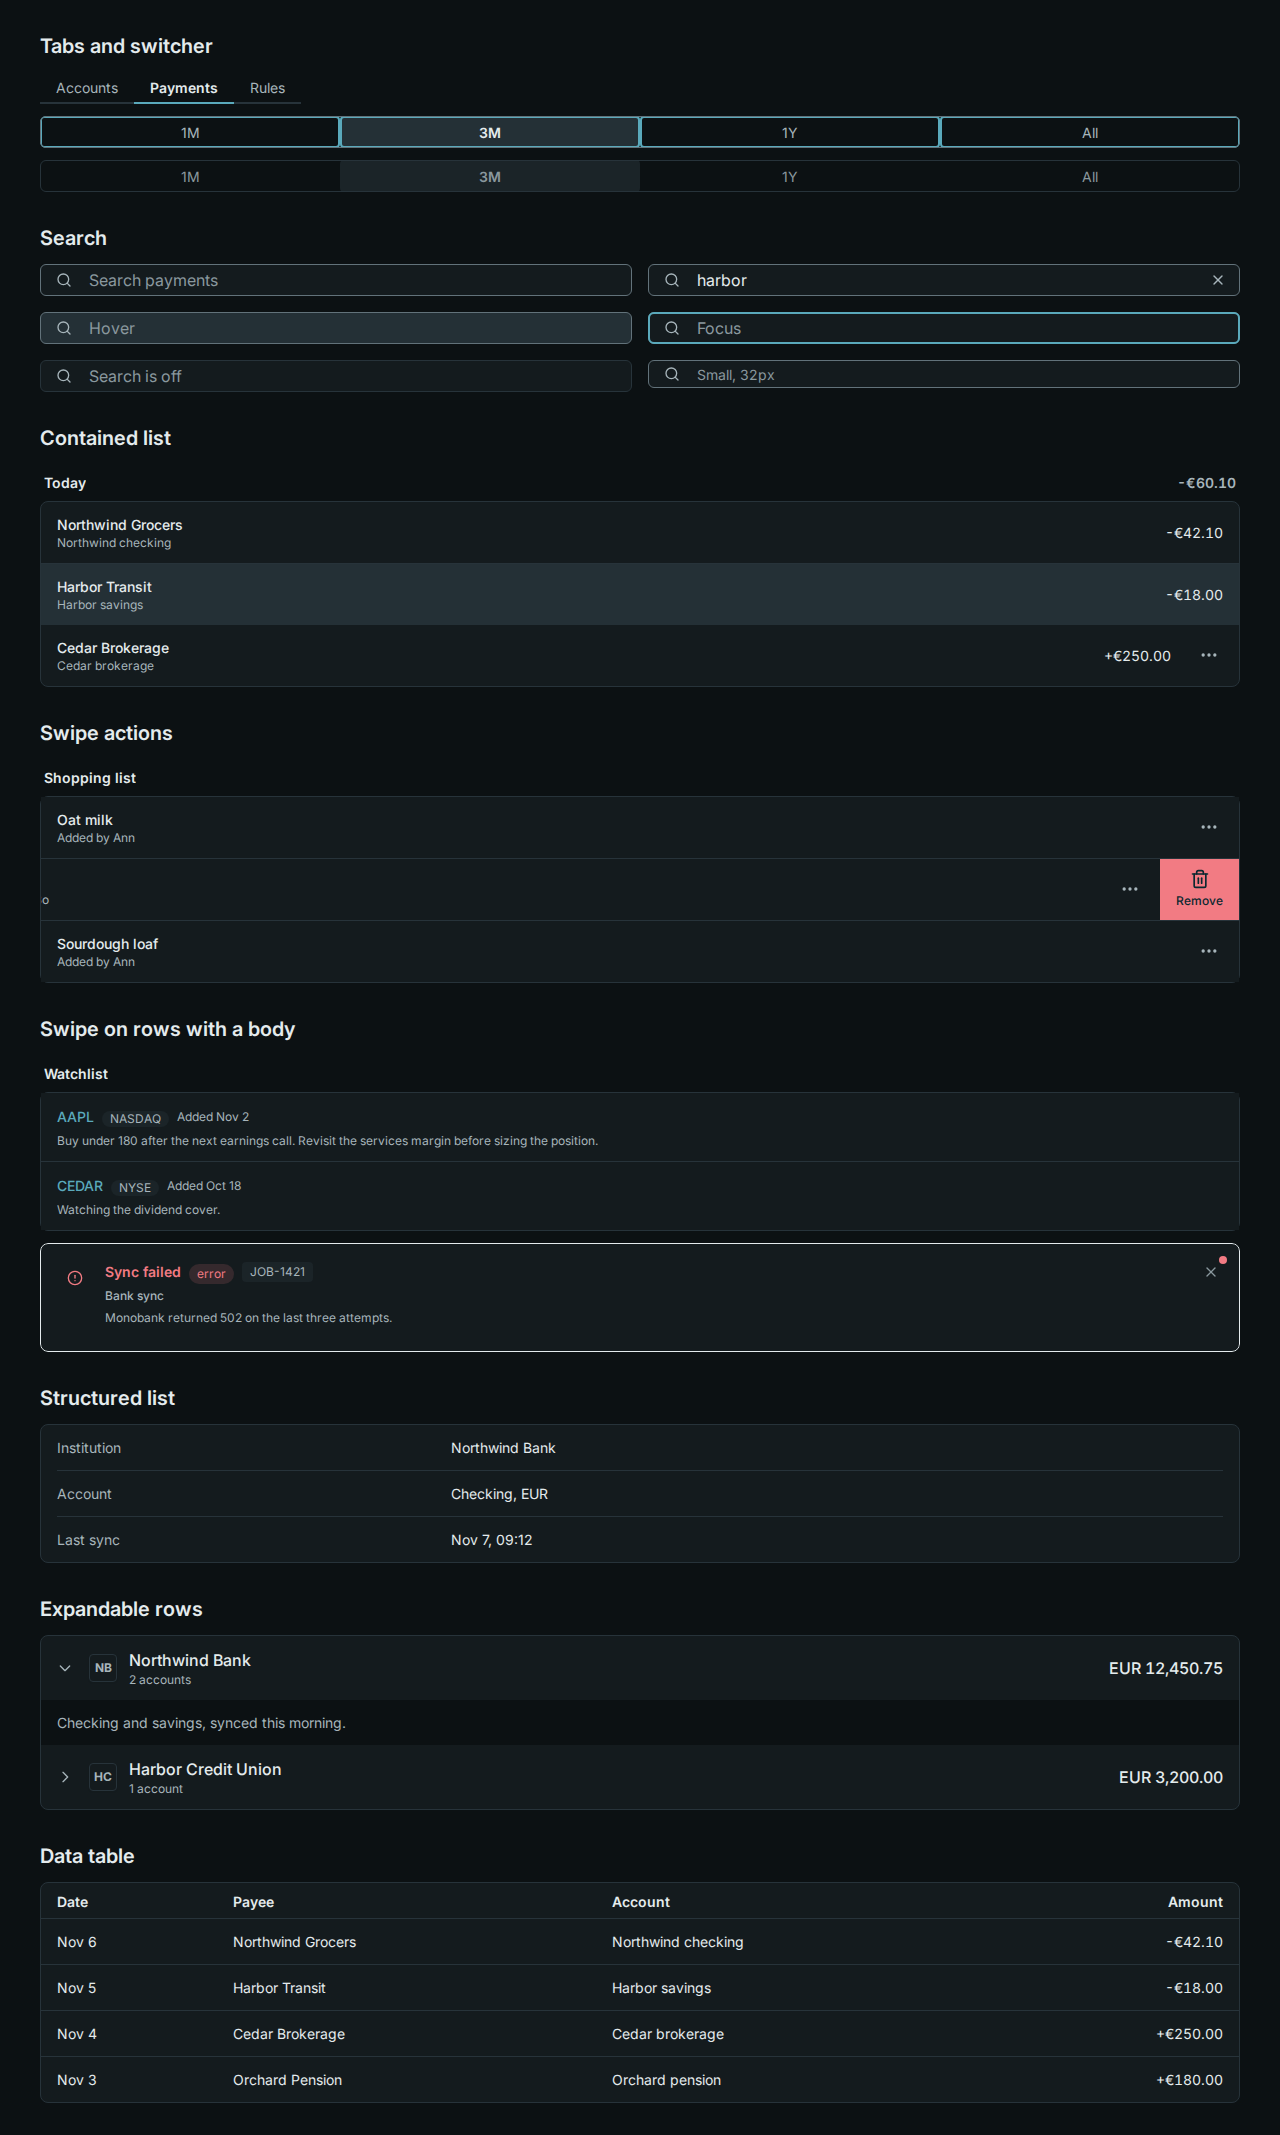 Tabs and switcher
Accounts Payments Rules
1M 3M 1Y All
1M 3M 1Y All
Search
Search payments harbor
Hover Focus
Search is off Small, 32px
Contained list
Today -€60.10
Northwind Grocers
Northwind checking -€42.10
Harbor Transit
Harbor savings -€18.00
Cedar Brokerage
Cedar brokerage +€250.00
Swipe actions
Shopping list
Oat milk
Added by Ann
o Remove
Sourdough loaf
Added by Ann
Swipe on rows with a body
Watchlist
AAPL NASDAQ Added Nov 2
Buy under 180 after the next earnings call. Revisit the services margin before sizing the position.
CEDAR NYSE Added Oct 18
Watching the dividend cover.
Sync failed error JOB-1421
Bank sync
Monobank returned 502 on the last three attempts.
Structured list
Institution Northwind Bank
Account Checking, EUR
Last sync Nov 7, 09:12
Expandable rows
NB Northwind Bank EUR 12,450.75
2 accounts
Checking and savings, synced this morning.
HC Harbor Credit Union EUR 3,200.00
1 account
Data table
Date Payee Account Amount
Nov 6 Northwind Grocers Northwind checking -€42.10
Nov 5 Harbor Transit Harbor savings -€18.00
Nov 4 Cedar Brokerage Cedar brokerage +€250.00
Nov 3 Orchard Pension Orchard pension +€180.00